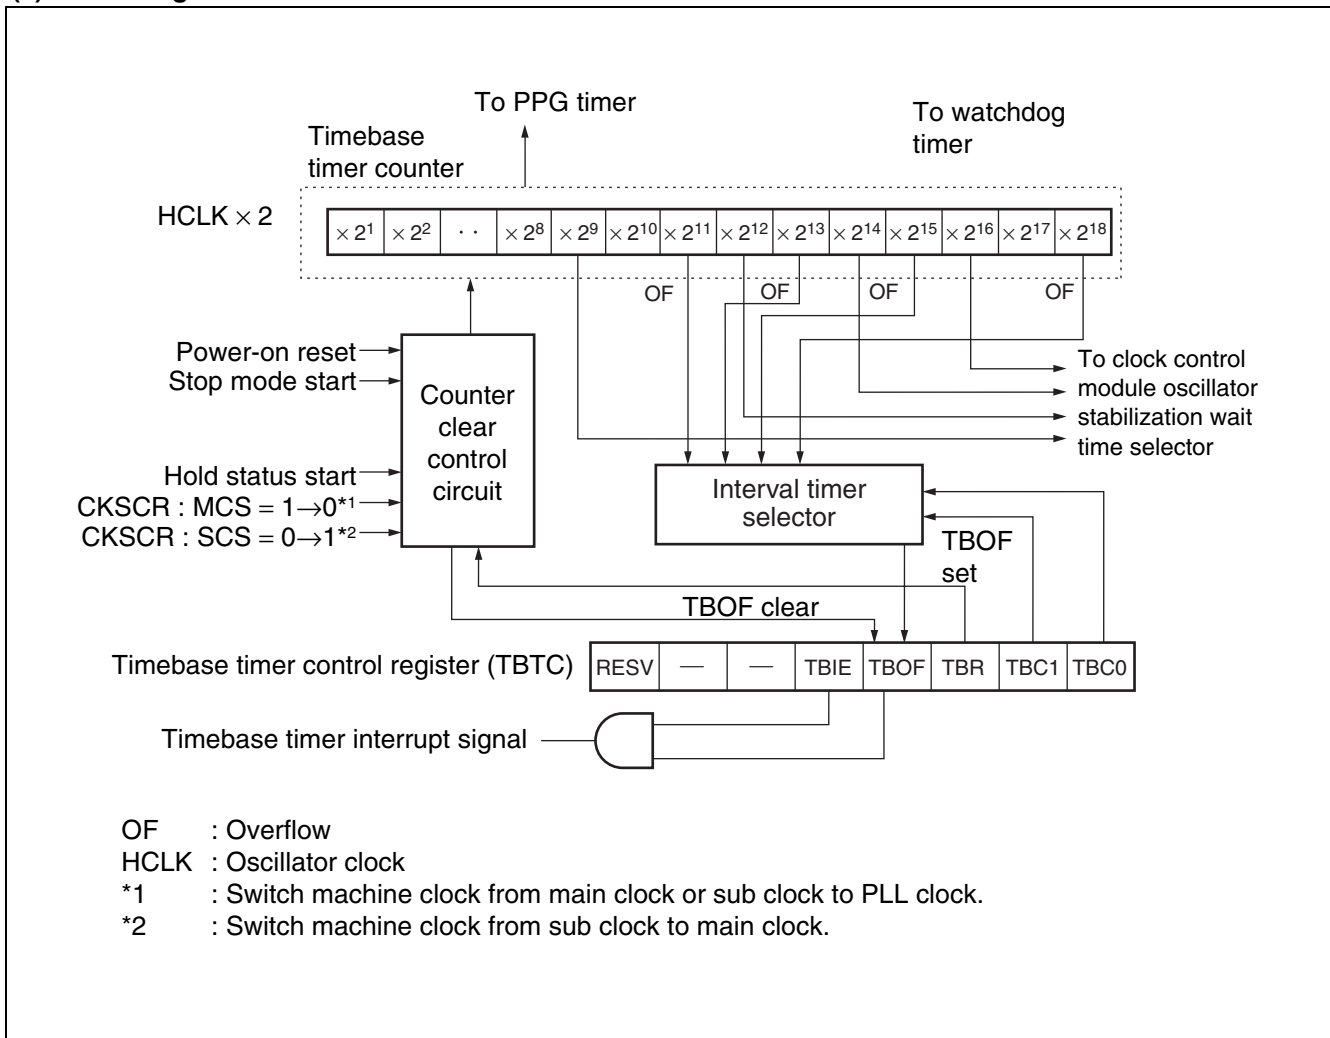 To PPG timer
To watchdog
timer
Timebase
timer counter
HCLK × 2
× 2¹ × 2² · · × 2⁸ × 2⁹ × 2¹⁰ × 2¹¹ × 2¹² × 2¹³ × 2¹⁴ × 2¹⁵ × 2¹⁶ × 2¹⁷ × 2¹⁸
OF OF OF OF
Power-on reset
Stop mode start
Counter
clear
control
circuit
Hold status start
CKSCR : MCS = 1→0*1
CKSCR : SCS = 0→1*2
To clock control
module oscillator
stabilization wait
time selector
Interval timer
selector
TBOF
set
TBOF clear
Timebase timer control register (TBTC)
RESV — — TBIE TBOF TBR TBC1 TBC0
Timebase timer interrupt signal
OF : Overflow
HCLK : Oscillator clock
*1 : Switch machine clock from main clock or sub clock to PLL clock.
*2 : Switch machine clock from sub clock to main clock.